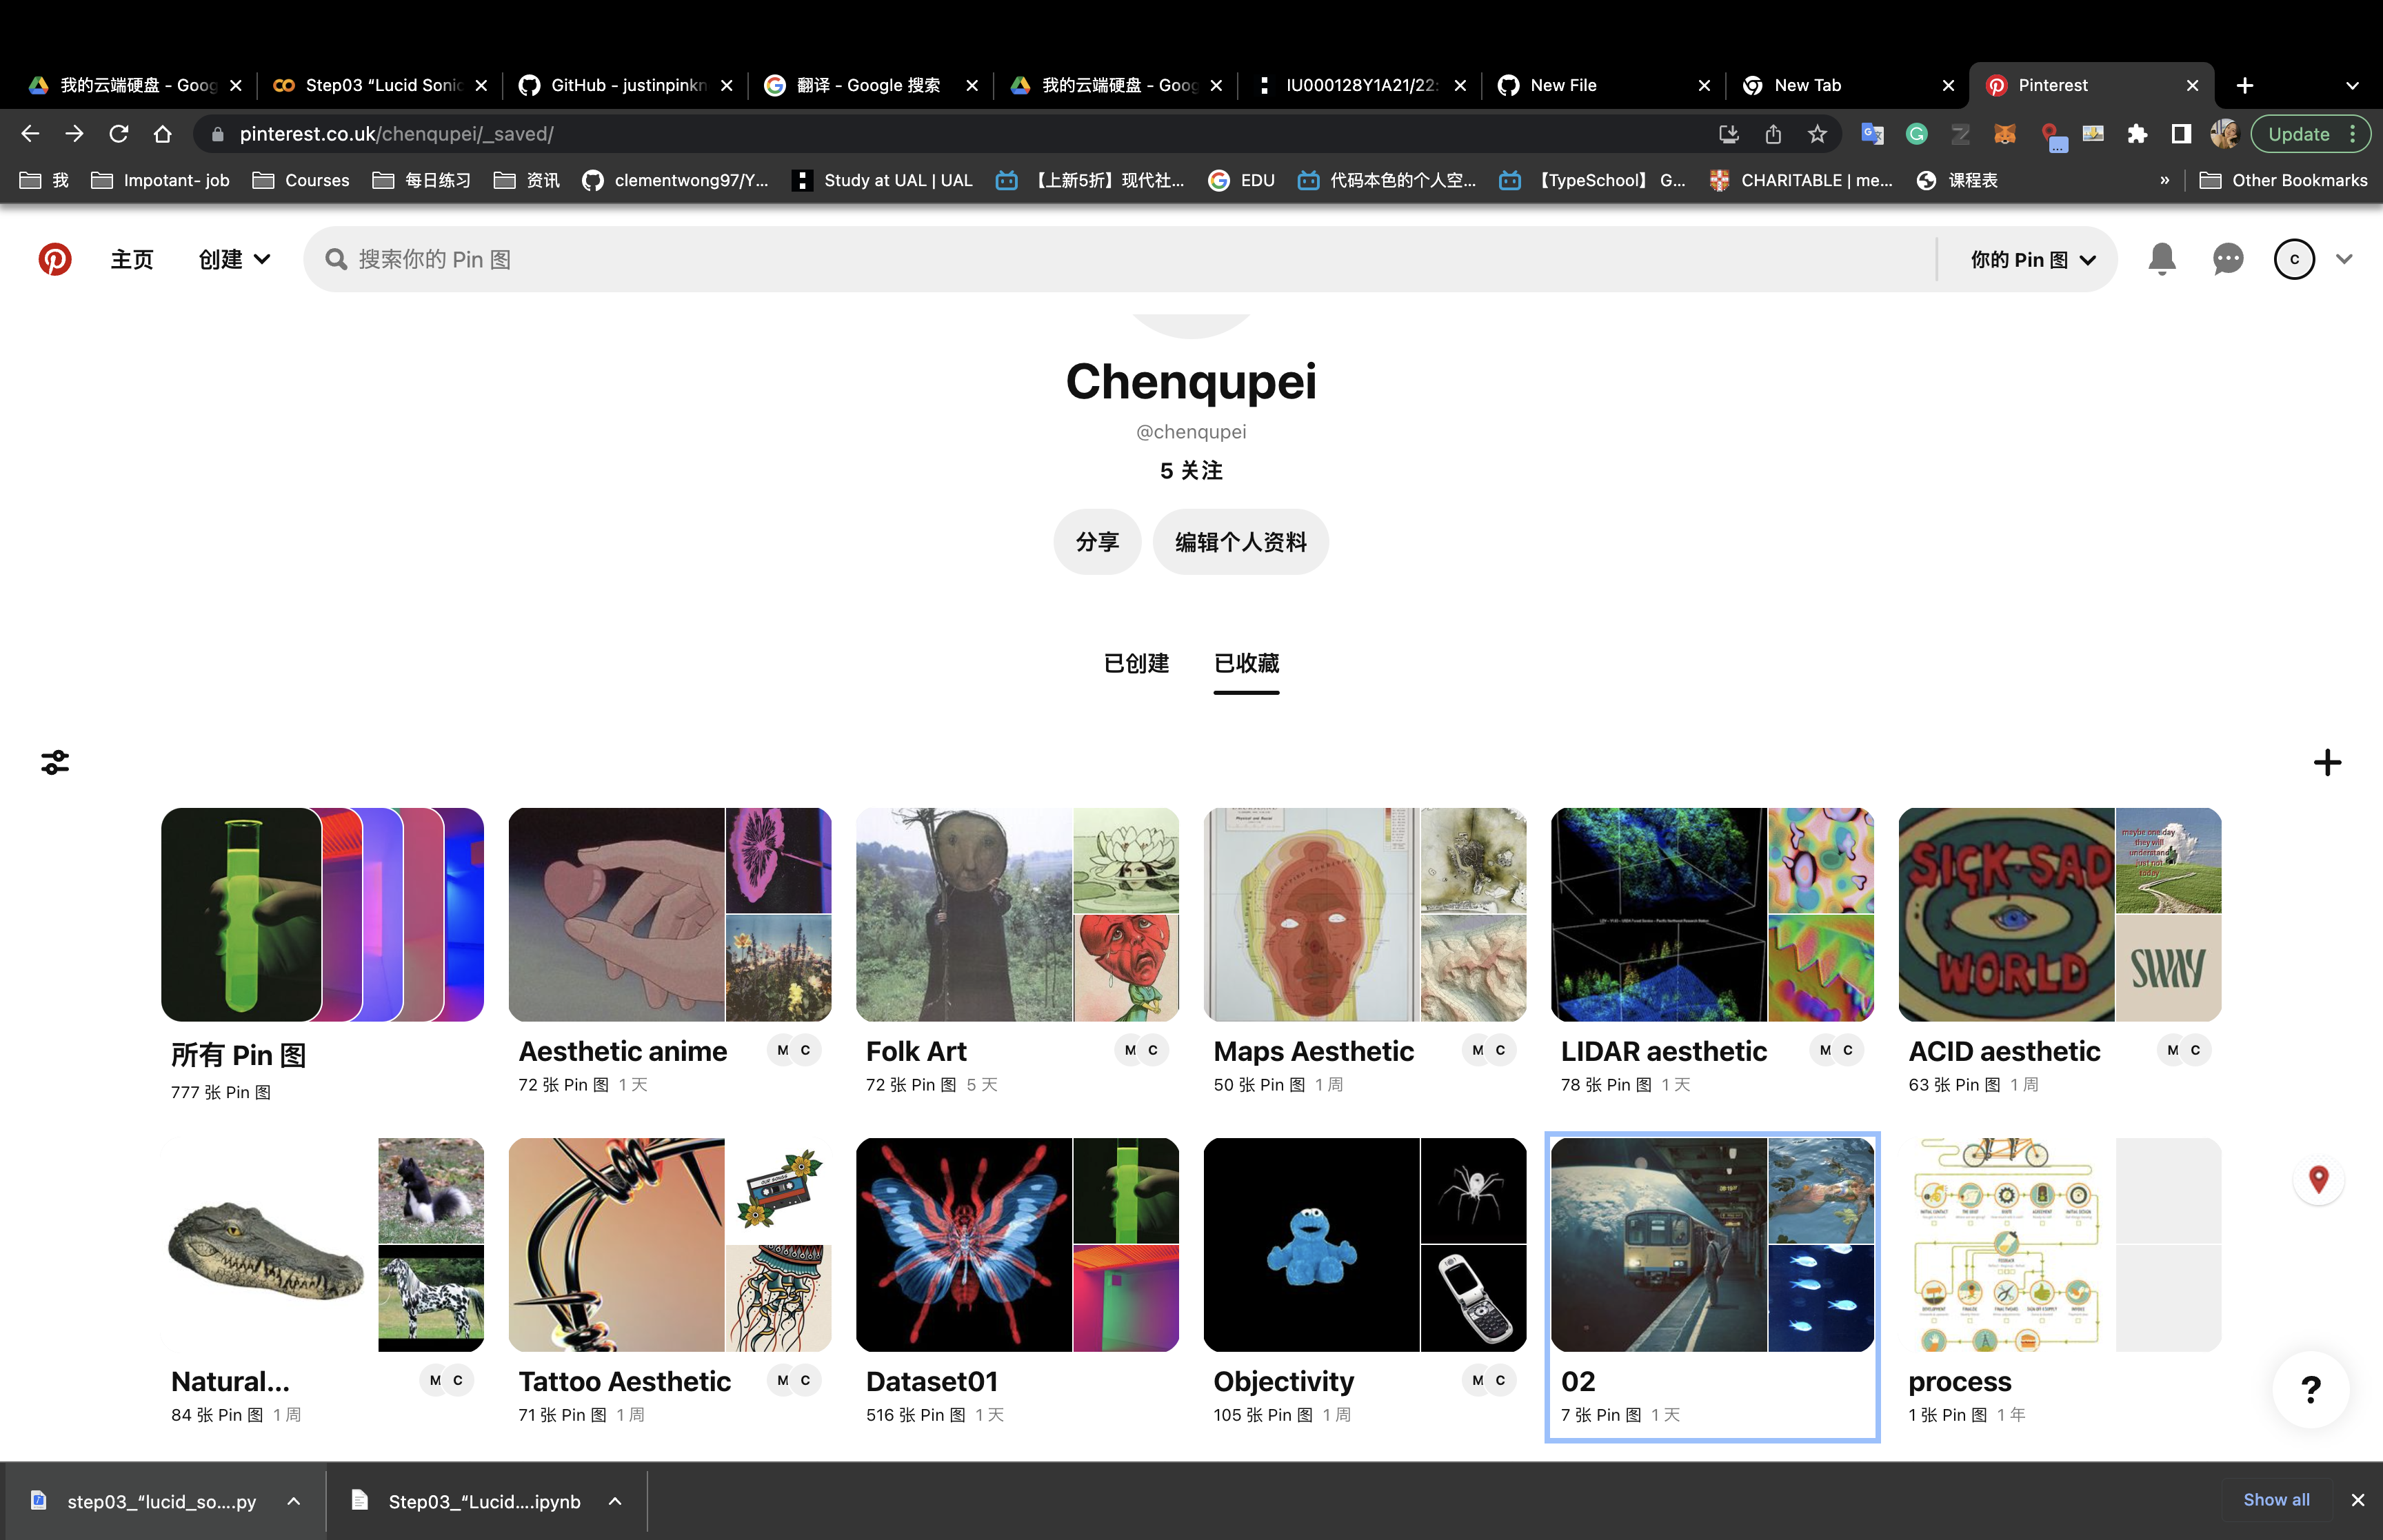 我的云端硬盘 - Goog
Step03 “Lucid Sonic
GitHub - justinpinkn
翻译 - Google 搜索
我的云端硬盘 - Goog
IU000128Y1A21/22:
New File
New Tab
Pinterest
pinterest.co.uk/chenqupei/_saved/
Update
我
Impotant- job
Courses
每日练习
资讯
clementwong97/Y...
Study at UAL | UAL
【上新5折】现代社...
EDU
代码本色的个人空...
【TypeSchool】 G...
CHARITABLE | me...
课程表
»
Other Bookmarks
主页
创建
搜索你的 Pin 图
你的 Pin 图
C
Chenqupei
@chenqupei
5 关注
分享
编辑个人资料
已创建
已收藏
SICK·SAD
WORLD
maybe one day
they will
understand
just not
today
SWAY
所有 Pin 图
777 张 Pin 图
Aesthetic anime
M C
72 张 Pin 图 1 天
Folk Art
M C
72 张 Pin 图 5 天
Maps Aesthetic
M C
50 张 Pin 图 1 周
LIDAR aesthetic
M C
78 张 Pin 图 1 天
ACID aesthetic
M C
63 张 Pin 图 1 周
Natural...
M C
84 张 Pin 图 1 周
Tattoo Aesthetic
M C
71 张 Pin 图 1 周
Dataset01
516 张 Pin 图 1 天
Objectivity
M C
105 张 Pin 图 1 周
02
7 张 Pin 图 1 天
process
1 张 Pin 图 1 年
?
step03_“lucid_so....py
Step03_“Lucid....ipynb
Show all